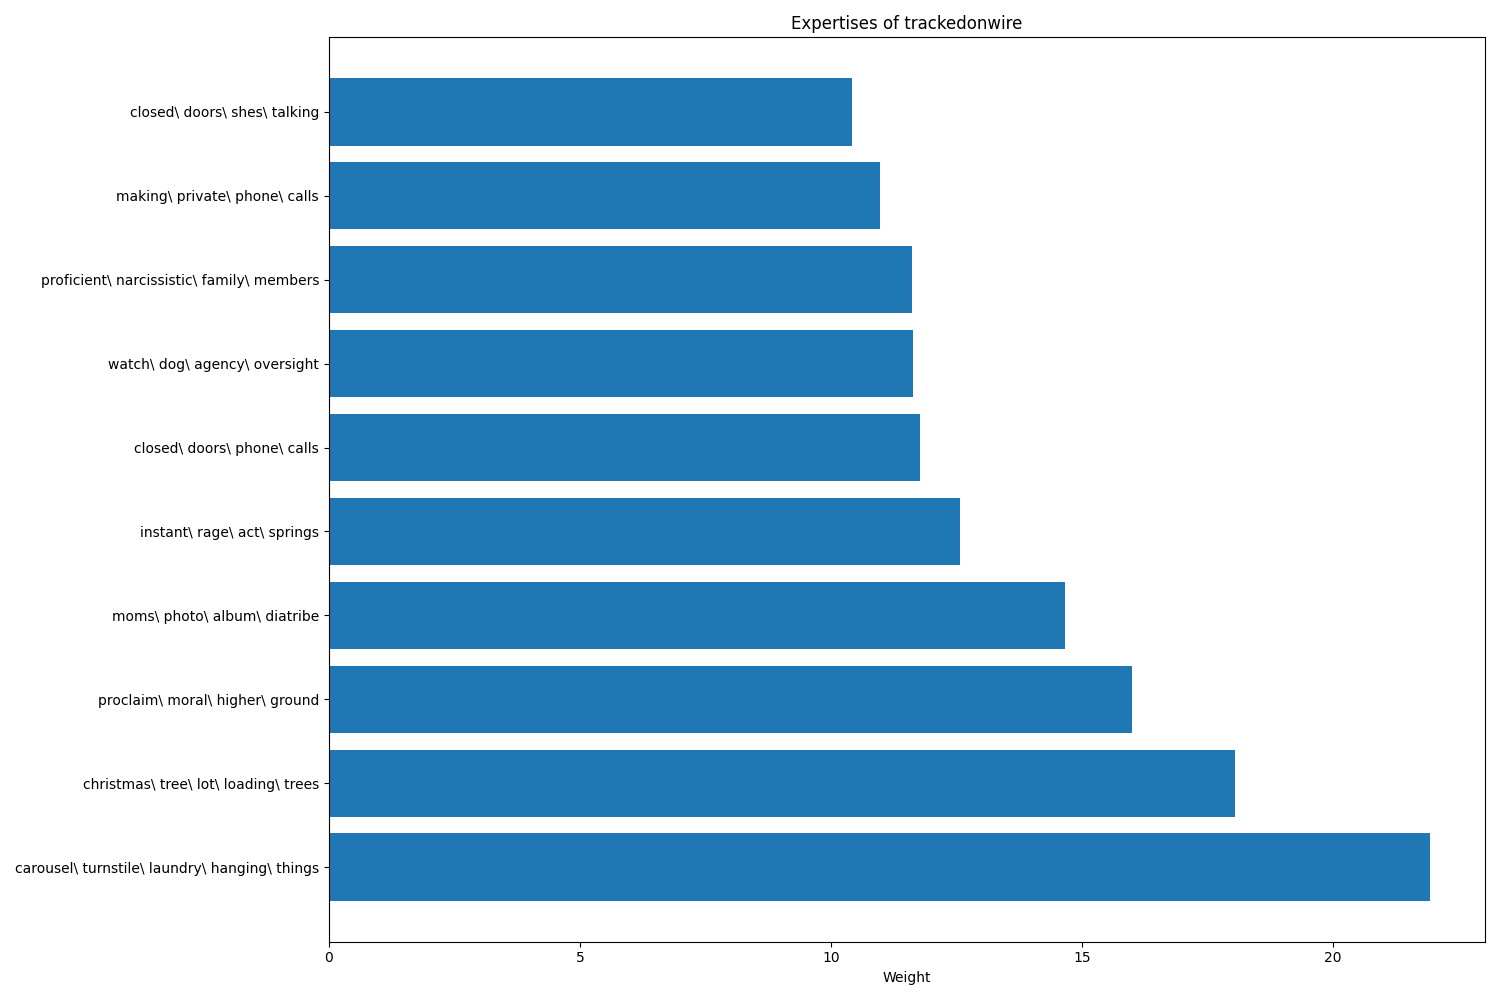 Expertises of trackedonwire
closed\ doors\ shes\ talking
making\ private\ phone\ calls
proficient\ narcissistic\ family\ members
watch\ dog\ agency\ oversight
closed\ doors\ phone\ calls
instant\ rage\ act\ springs
moms\ photo\ album\ diatribe
proclaim\ moral\ higher\ ground
christmas\ tree\ lot\ loading\ trees
carousel\ turnstile\ laundry\ hanging\ things
0 5 10 15 20
Weight